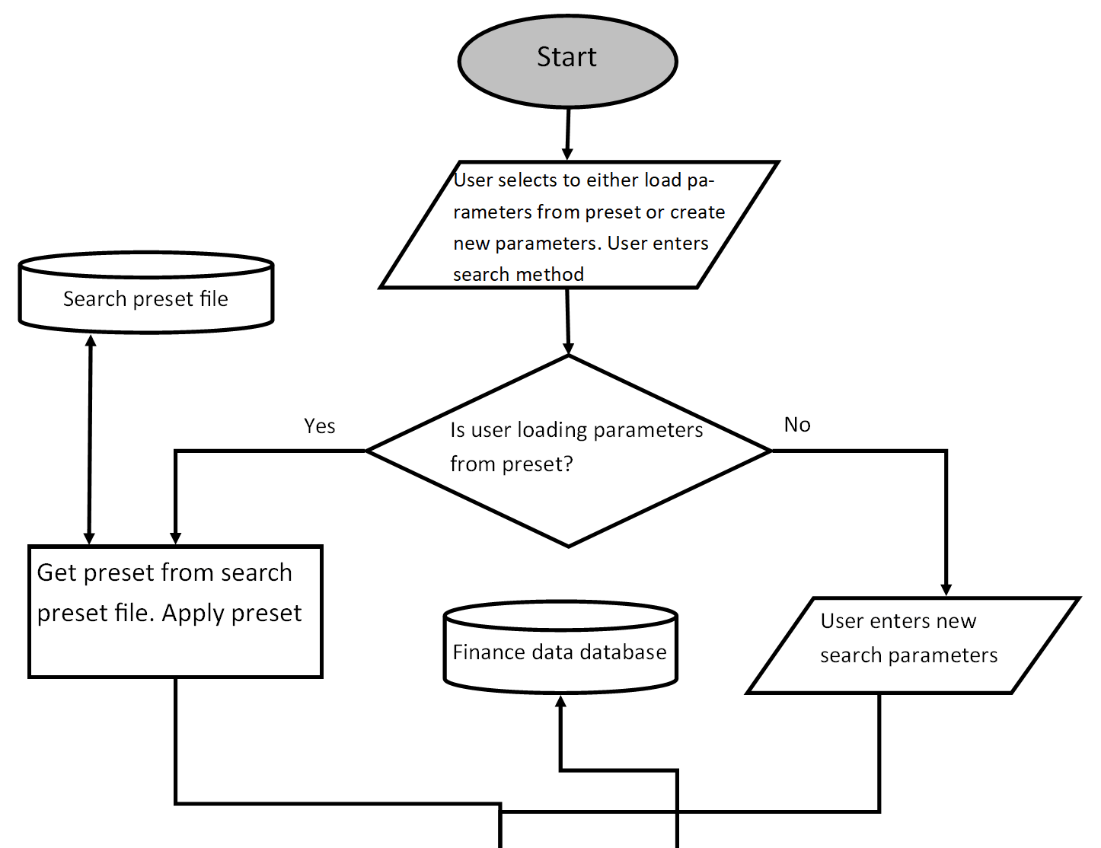 Start
User selects to either load pa-
rameters from preset or create
new parameters. User enters
search method
Search preset file
Yes
Is user loading parameters
from preset?
No
Get preset from search
preset file. Apply preset
Finance data database
User enters new
search parameters